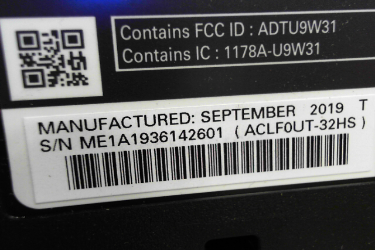 Contains FCC ID : ADTU9W31
Contains IC : 1178A-U9W31
MANUFACTURED: SEPTEMBER 2019 T
S/N ME1A1936142601 ( ACLF0UT-32HS )